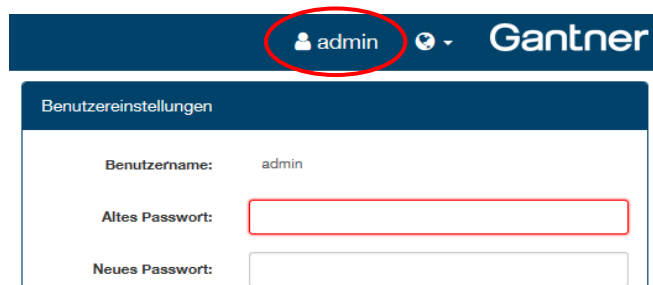 admin Gantner
Benutzereinstellungen
Benutzername: admin
Altes Passwort:
Neues Passwort: